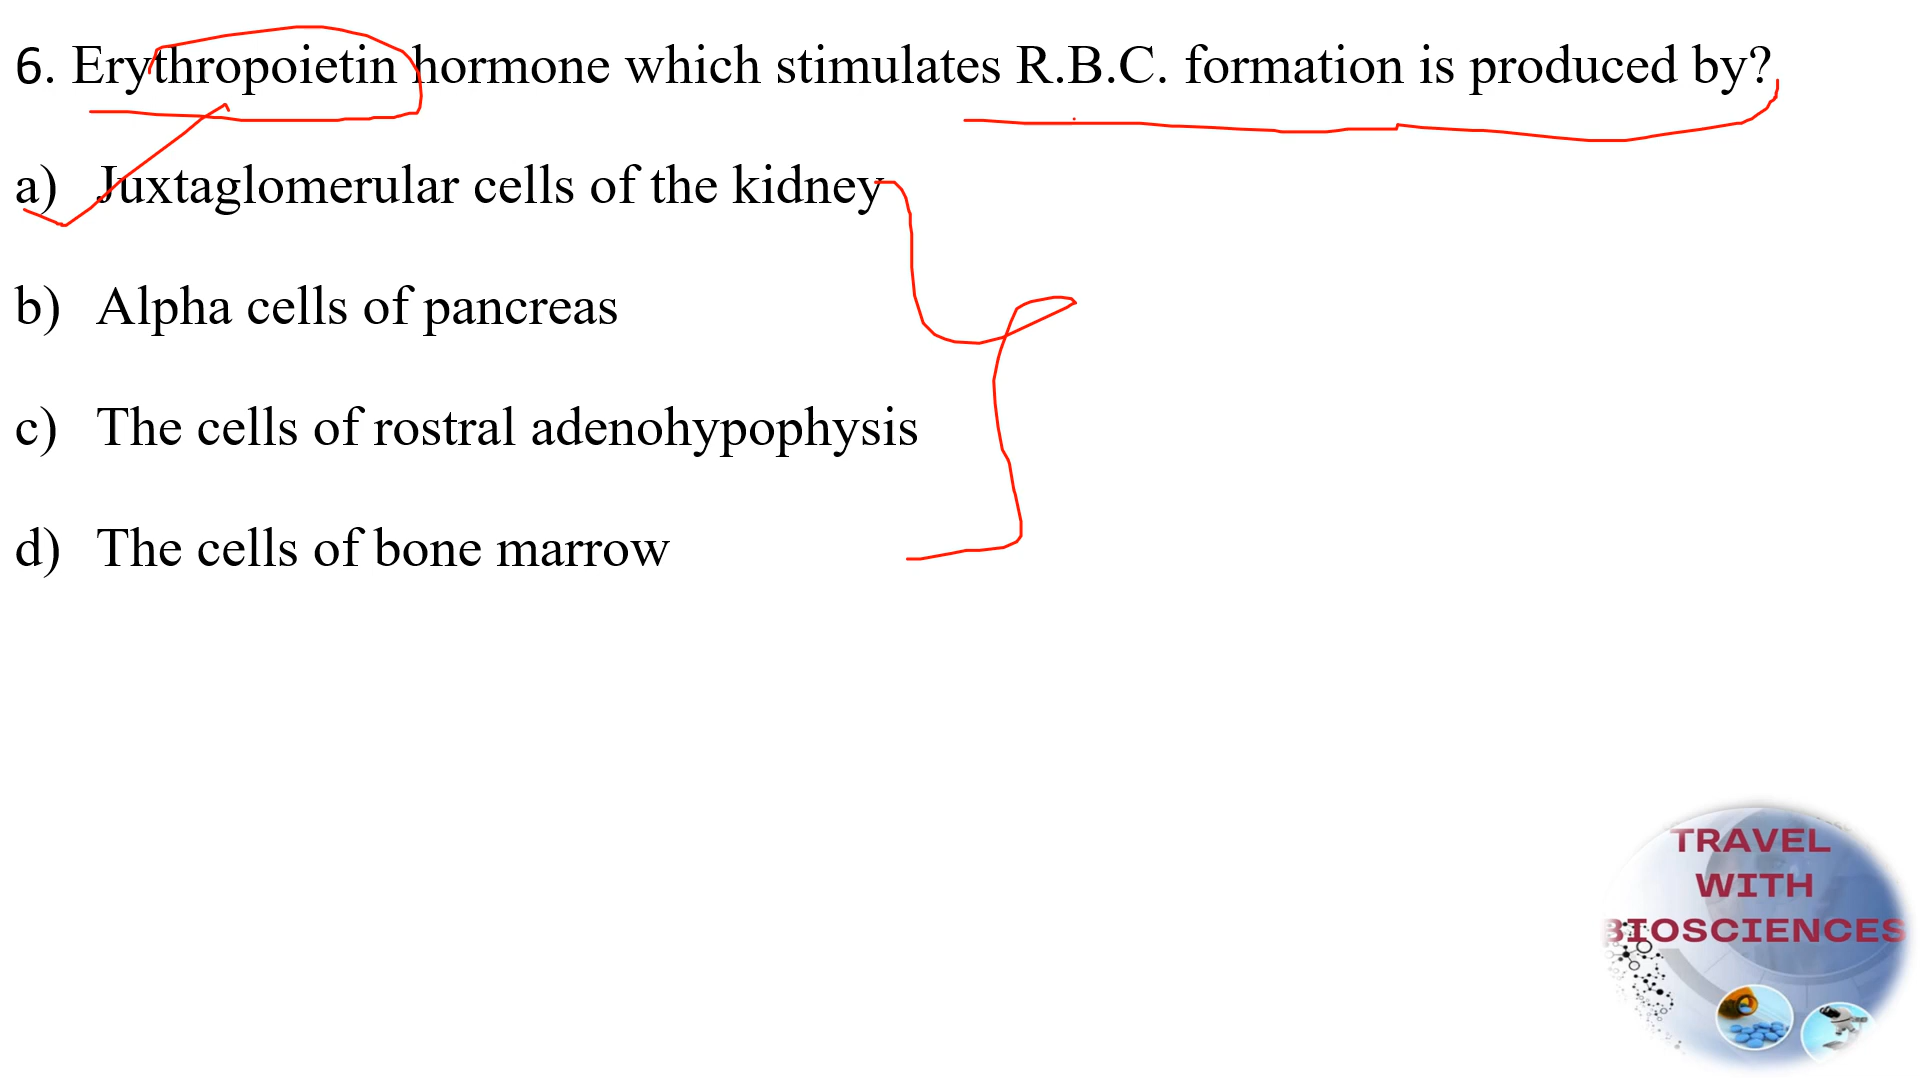 6. Erythropoietin hormone which stimulates R.B.C. formation is produced by?
a) Juxtaglomerular cells of the kidney
b) Alpha cells of pancreas
c) The cells of rostral adenohypophysis
d) The cells of bone marrow
TRAVEL
WITH
BIOSCIENCES